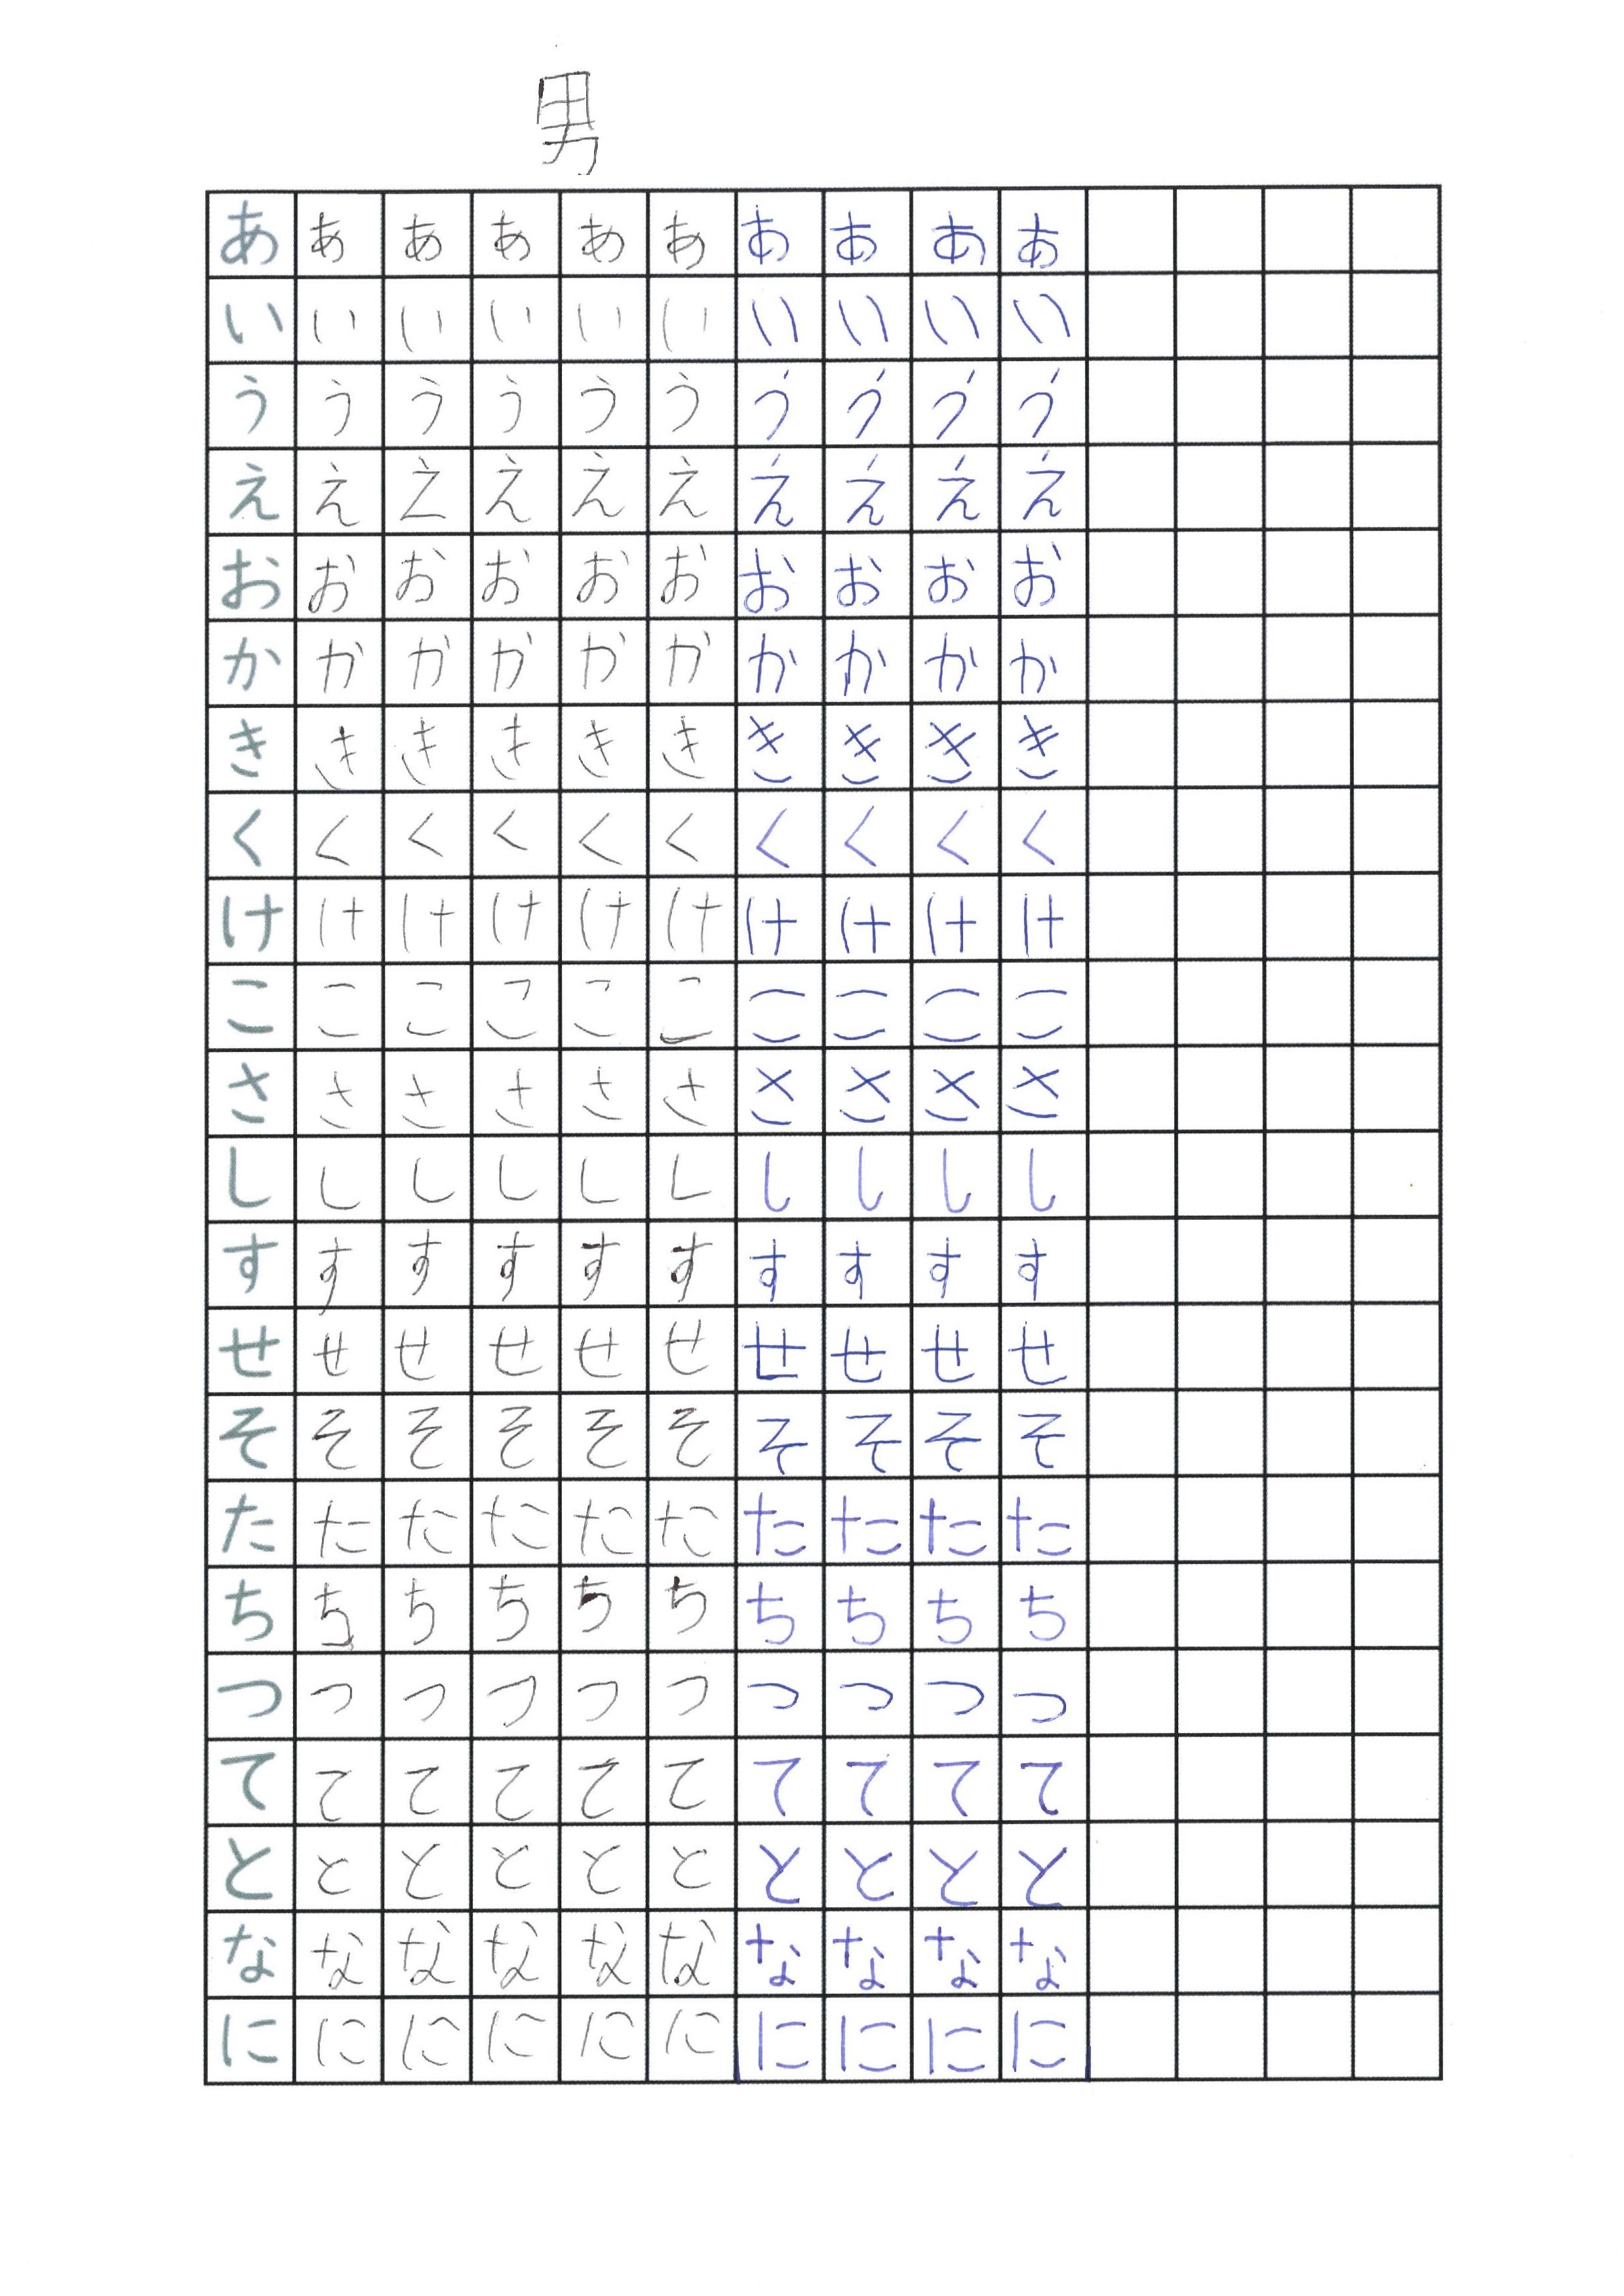 男
あ あ あ あ あ あ あ あ あ あ
い い い い い い い い い い
う う う う う う う う う う
え え え え え え え え え え
お お お お お お お お お お
か か か か か か か か か か
き き き き き き き き き き
く く く く く く く く く く
け け け け け け け け け け
こ こ こ こ こ こ こ こ こ こ
さ さ さ さ さ さ さ さ さ さ
し し し し し し し し し し
す す す す す す す す す す
せ せ せ せ せ せ せ せ せ せ
そ そ そ そ そ そ そ そ そ そ
た た た た た た た た た た
ち ち ち ち ち ち ち ち ち ち
つ つ つ つ つ つ つ つ つ つ
て て て て て て て て て て
と と と と と と と と と と
な な な な な な な な な な
に に に に に に に に に に